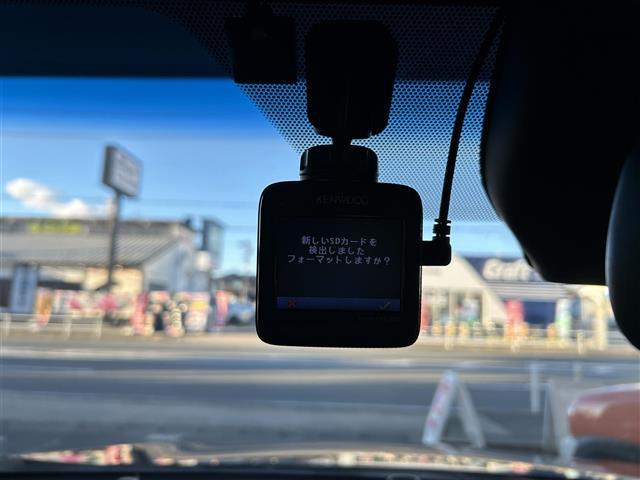 KENWOOD
新しいSDカードを
検出しました
フォーマットしますか?
Craft